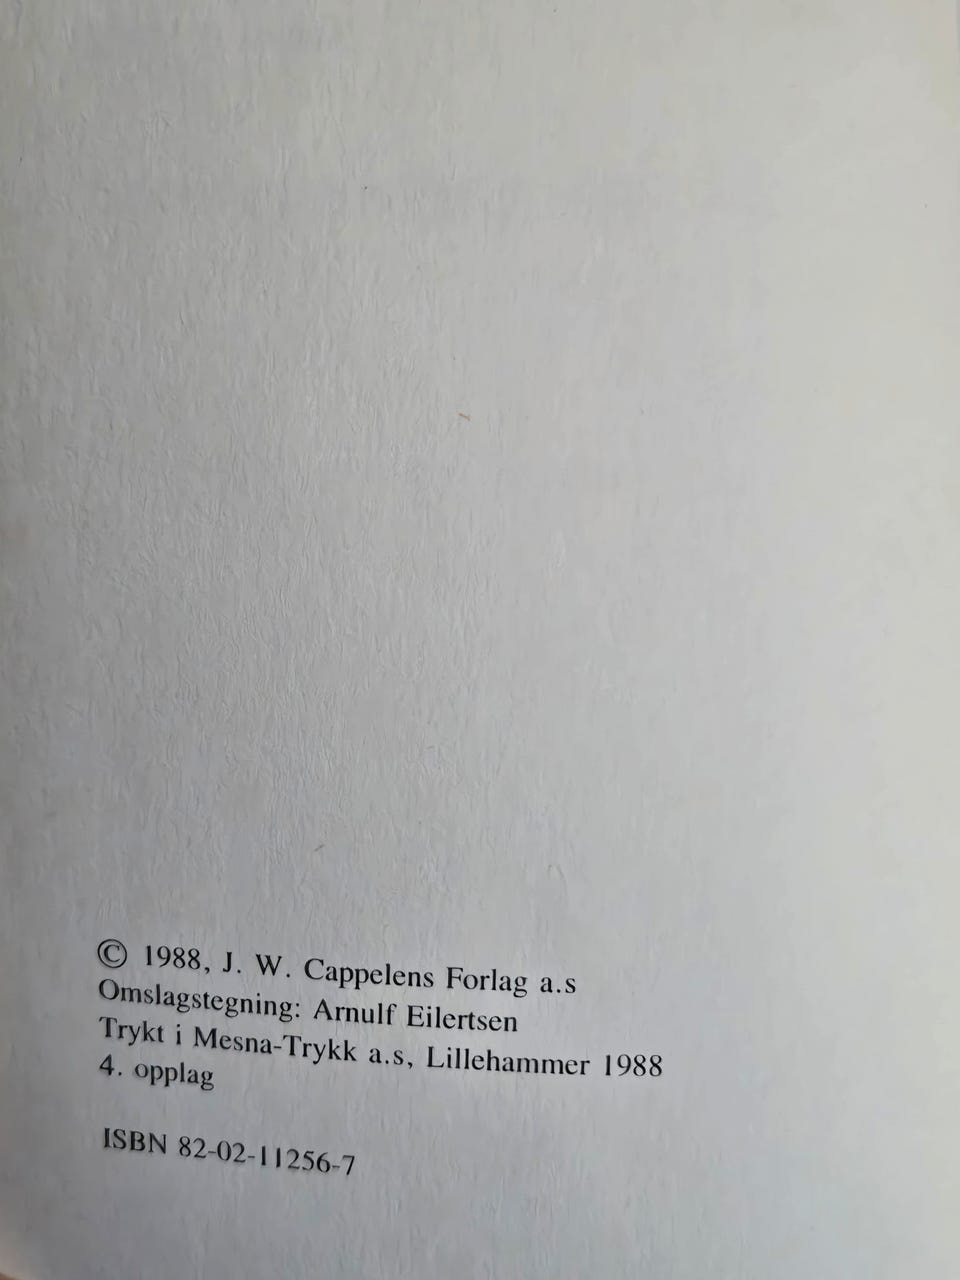 © 1988, J. W. Cappelens Forlag a.s
Omslagstegning: Arnulf Eilertsen
Trykt i Mesna-Trykk a.s, Lillehammer 1988
4. opplag
ISBN 82-02-11256-7